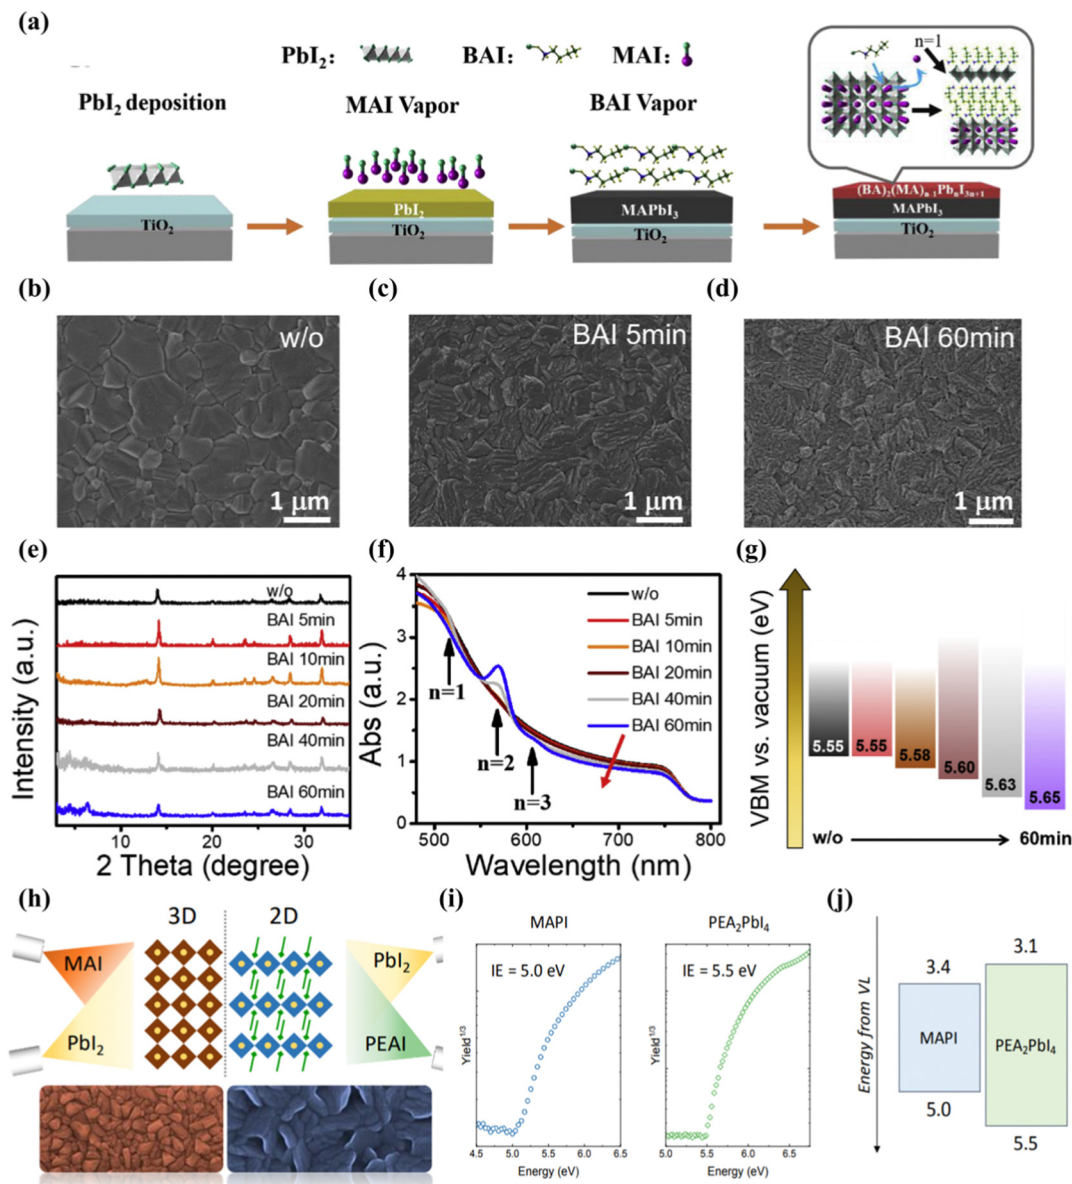 (a)
PbI₂: BAI: MAI:
n=1
PbI₂ deposition MAI Vapor BAI Vapor
PbI₂ MAPbI₃ (BA)₂(MA)ₙ₋₁PbₙI₃ₙ₊₁
MAPbI₃
TiO₂ TiO₂ TiO₂ TiO₂
(b) (c) (d)
w/o BAI 5min BAI 60min
1 μm 1 μm 1 μm
(e)
w/o
BAI 5min
BAI 10min
BAI 20min
BAI 40min
BAI 60min
Intensity (a.u.)
10 20 30
2 Theta (degree)
(f)
4
3
2
1
0
Abs (a.u.)
w/o
BAI 5min
BAI 10min
BAI 20min
BAI 40min
BAI 60min
n=1
n=2
n=3
500 600 700 800
Wavelength (nm)
(g)
VBM vs. vacuum (eV)
5.55 5.55 5.58 5.60 5.63 5.65
w/o 60min
(h)
3D 2D
MAI PbI₂
PbI₂ PEAI
(i)
MAPI PEA₂PbI₄
IE = 5.0 eV IE = 5.5 eV
Yield¹/³ Yield¹/³
4.5 5.0 5.5 6.0 6.5 5.0 5.5 6.0 6.5
Energy (eV) Energy (eV)
(j)
Energy from VL
3.1
3.4
MAPI PEA₂PbI₄
5.0
5.5